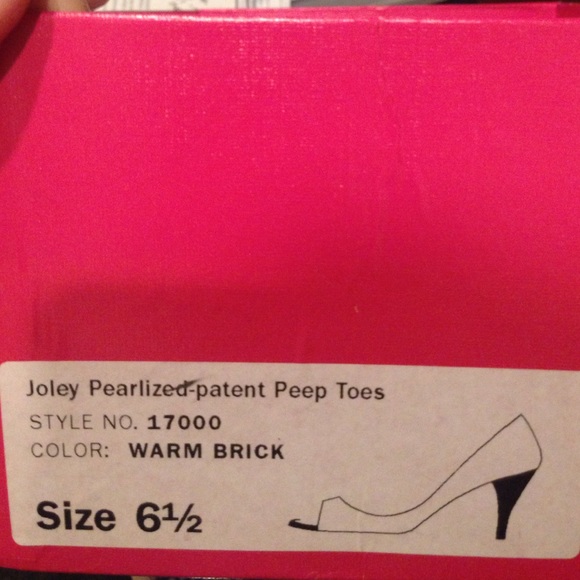 Joley Pearlized-patent Peep Toes
STYLE NO. 17000
COLOR: WARM BRICK
Size 6½